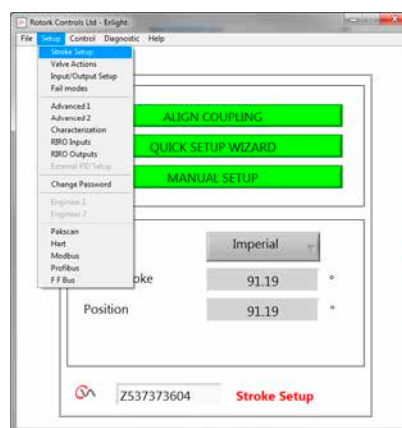 Rotork Controls Ltd - Enlight.
File Setup Control Diagnostic Help
Stroke Setup
Valve Actions
Input/Output Setup
Fail modes
Advanced 1
Advanced 2
Characterization
RIRO Inputs
RIRO Outputs
External PID Setup
Change Password
Engineer 1
Engineer 2
Pakscan
Hart
Modbus
Profibus
F F Bus
ALIGN COUPLING
QUICK SETUP WIZARD
MANUAL SETUP
Imperial
oke 91.19 °
Position 91.19 °
Z537373604 Stroke Setup